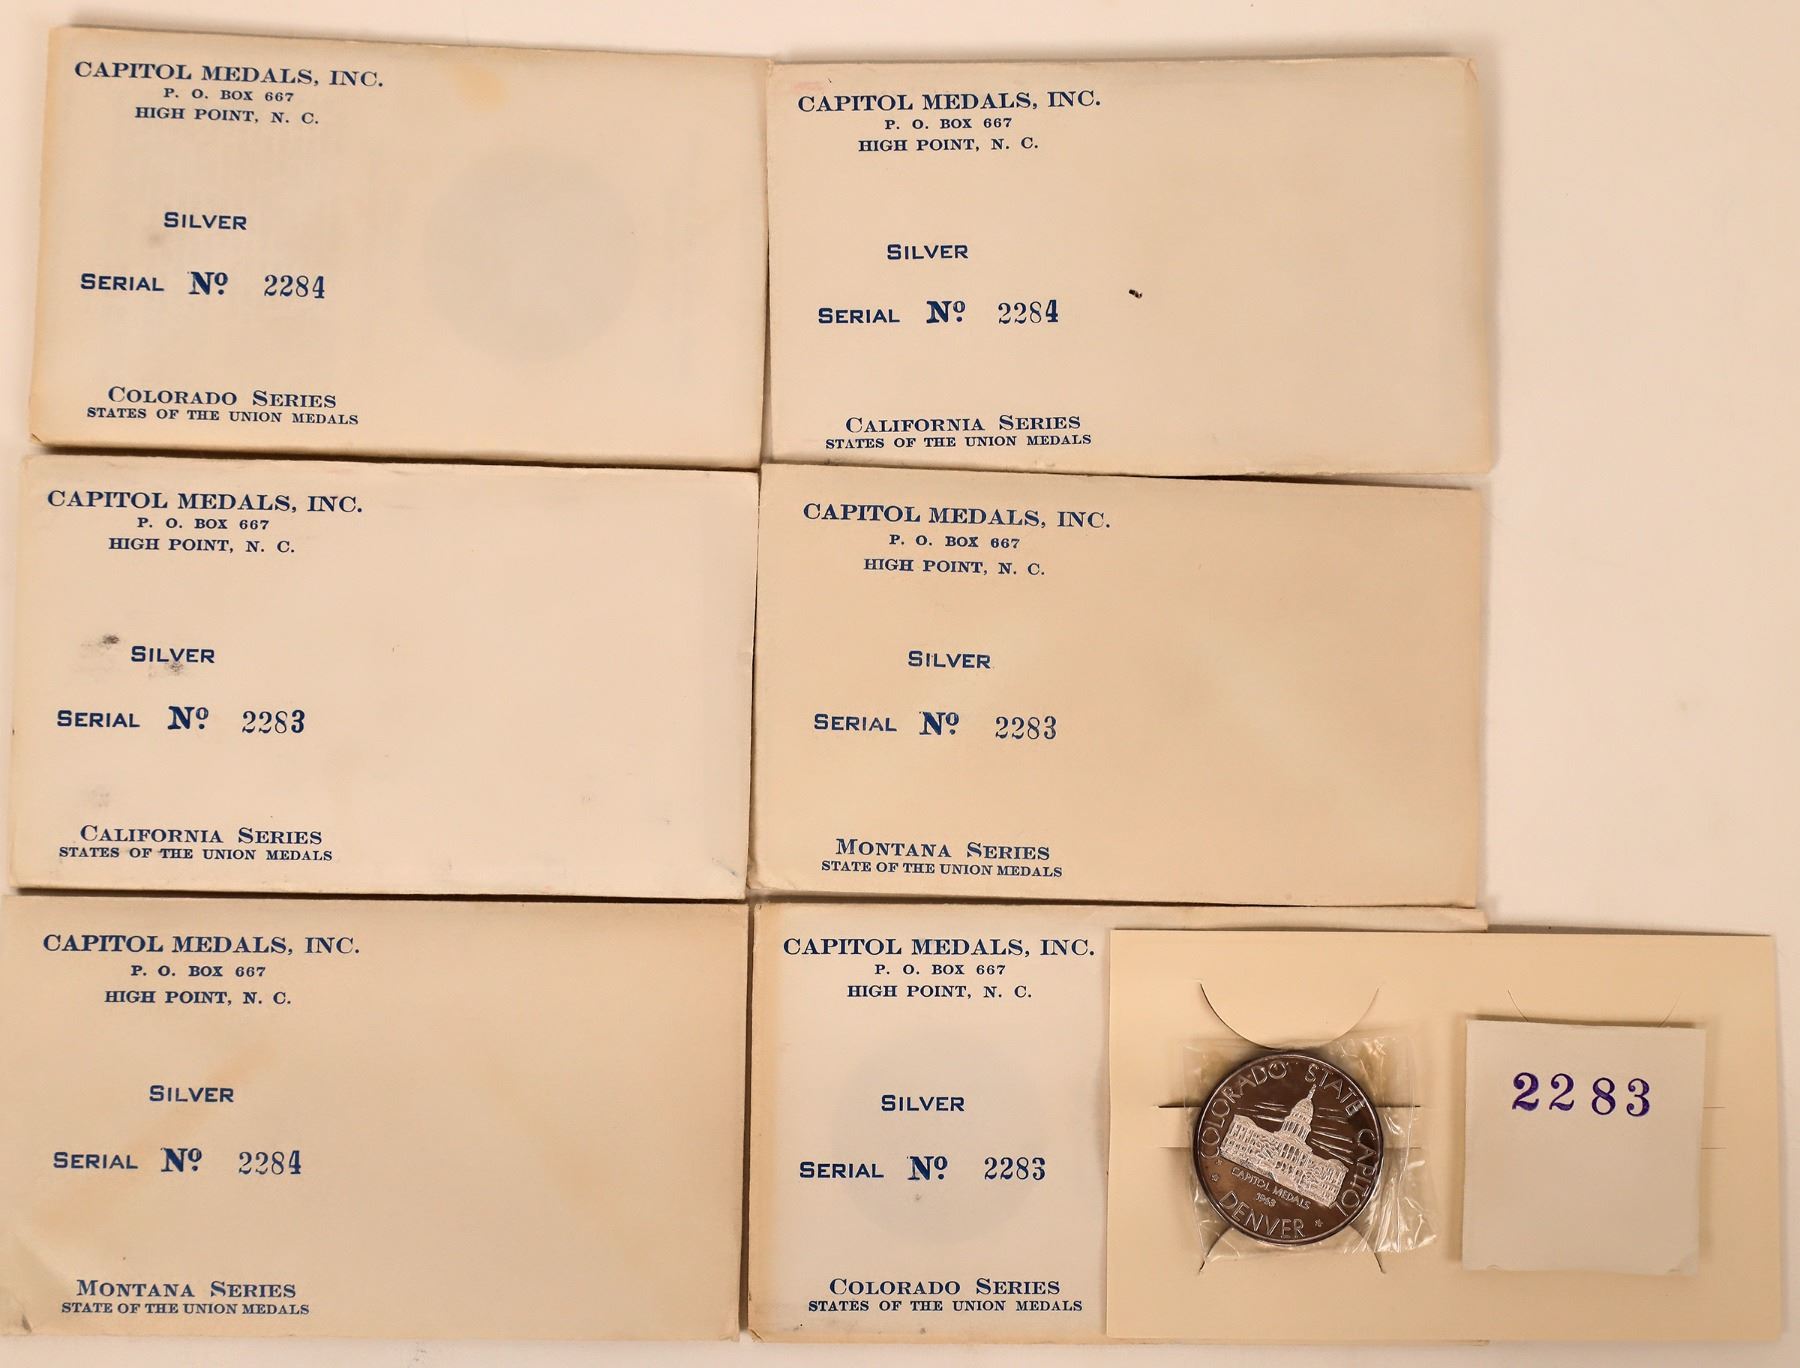 CAPITOL MEDALS, INC.
P. O. BOX 667
HIGH POINT, N. C.
SILVER
SERIAL No. 2284
COLORADO SERIES
STATES OF THE UNION MEDALS
CAPITOL MEDALS, INC.
P. O. BOX 667
HIGH POINT, N. C.
SILVER
SERIAL No. 2284
CALIFORNIA SERIES
STATES OF THE UNION MEDALS
CAPITOL MEDALS, INC.
P. O. BOX 667
HIGH POINT, N. C.
SILVER
SERIAL No. 2283
CALIFORNIA SERIES
STATES OF THE UNION MEDALS
CAPITOL MEDALS, INC.
P. O. BOX 667
HIGH POINT, N. C.
SILVER
SERIAL No. 2283
MONTANA SERIES
STATE OF THE UNION MEDALS
CAPITOL MEDALS, INC.
P. O. BOX 667
HIGH POINT, N. C.
SILVER
SERIAL No. 2284
MONTANA SERIES
STATE OF THE UNION MEDALS
CAPITOL MEDALS, INC.
P. O. BOX 667
HIGH POINT, N. C.
SILVER
SERIAL No. 2283
COLORADO SERIES
STATES OF THE UNION MEDALS
COLORADO STATE CAPITOL
CAPITOL MEDALS
1963
DENVER
2283